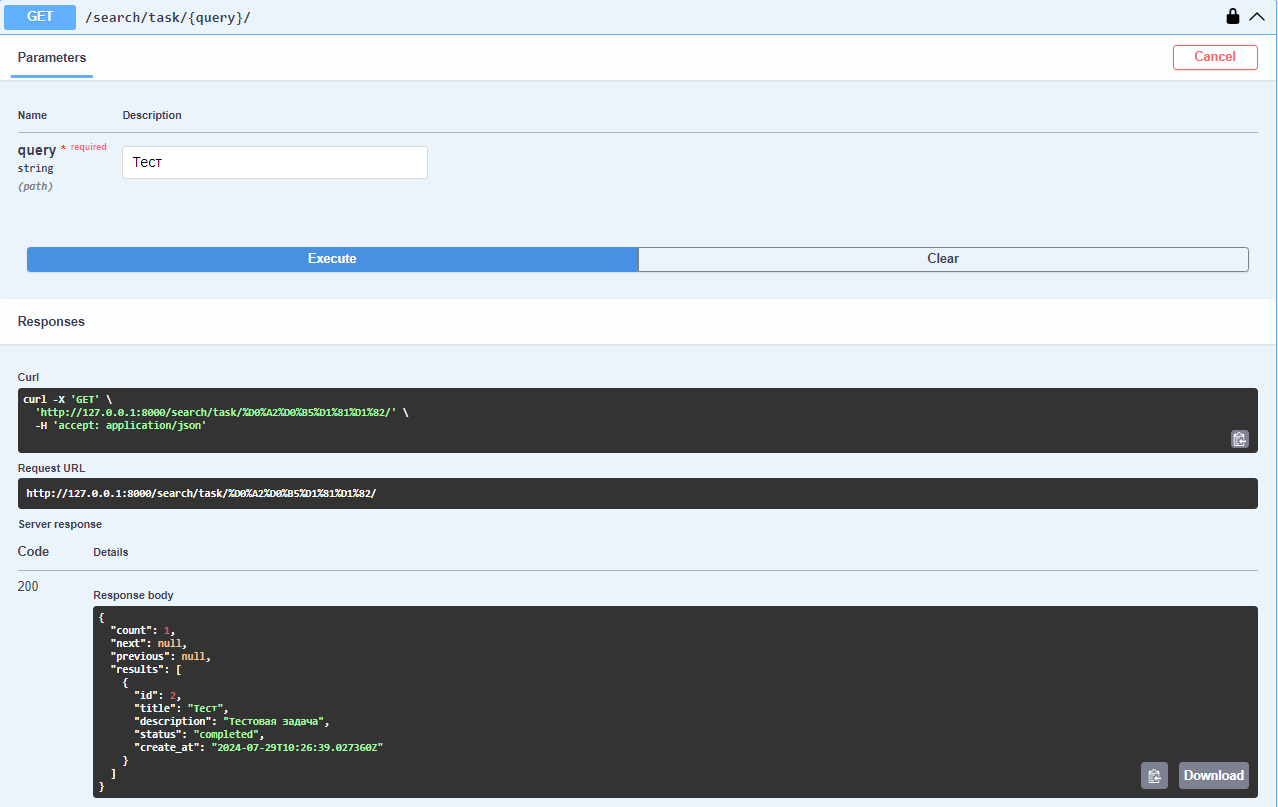 GET /search/task/{query}/
Parameters
Cancel
Name Description
query * required
string
(path)
Тест
Execute
Clear
Responses
Curl
curl -X 'GET' \
  'http://127.0.0.1:8000/search/task/%D0%A2%D0%B5%D1%81%D1%82/' \
  -H 'accept: application/json'
Request URL
http://127.0.0.1:8000/search/task/%D0%A2%D0%B5%D1%81%D1%82/
Server response
Code Details
200
Response body
{
  "count": 1,
  "next": null,
  "previous": null,
  "results": [
    {
      "id": 2,
      "title": "Тест",
      "description": "Тестовая задача",
      "status": "completed",
      "create_at": "2024-07-29T10:26:39.027360Z"
    }
  ]
}
Download